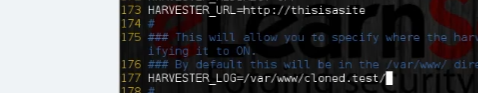 173 HARVESTER_URL=http://thisisasite
174 #
175 ### This will allow you to specify where the har
ifying it to ON.
176 ### By default this will be in the /var/www/ dire
177 HARVESTER_LOG=/var/www/cloned.test/
178 #